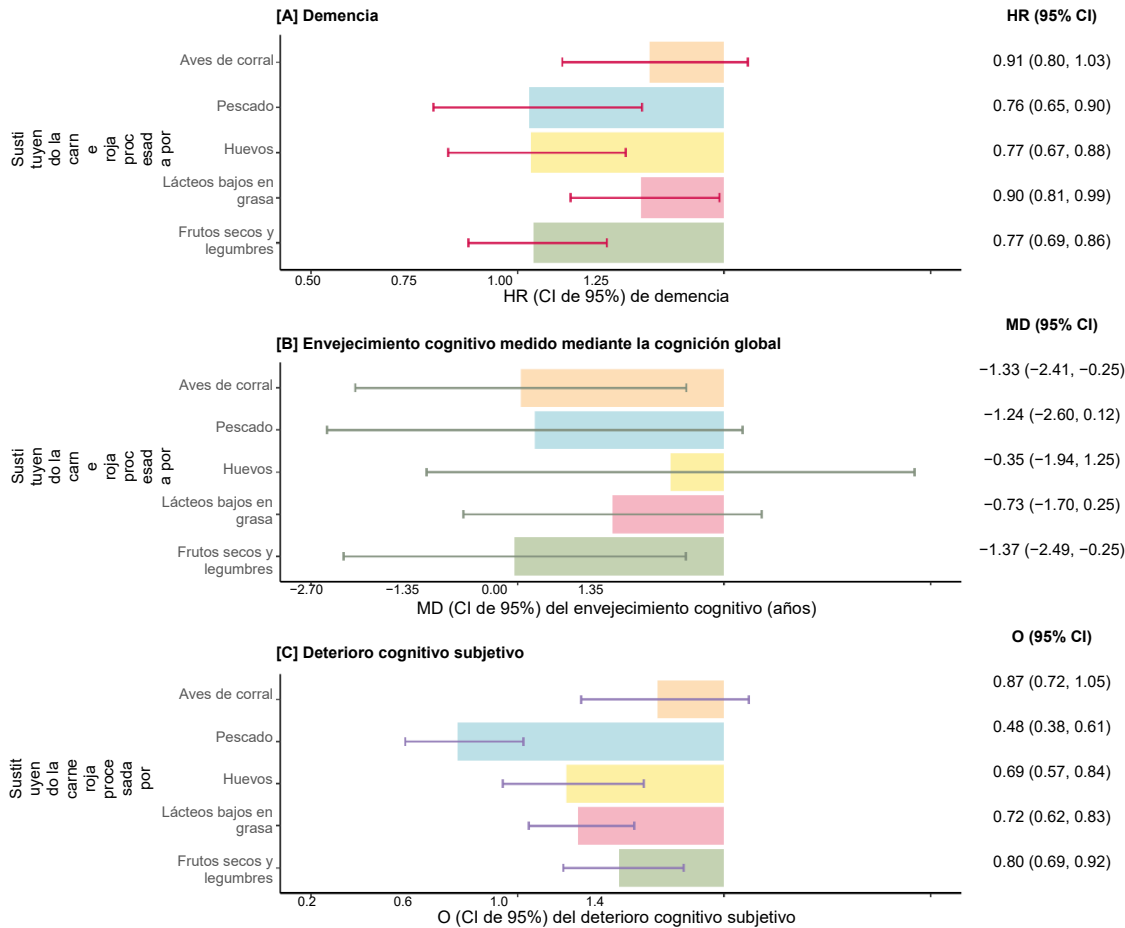 [A] Demencia
HR (95% CI)
Susti
tuyen
do la
carn
e
roja
proc
esad
a por
Aves de corral
0.91 (0.80, 1.03)
Pescado
0.76 (0.65, 0.90)
Huevos
0.77 (0.67, 0.88)
Lácteos bajos en
grasa
0.90 (0.81, 0.99)
Frutos secos y
legumbres
0.77 (0.69, 0.86)
0.50 0.75 1.00 1.25
HR (CI de 95%) de demencia
MD (95% CI)
[B] Envejecimiento cognitivo medido mediante la cognición global
Susti
tuyen
do la
carn
e
roja
proc
esad
a por
Aves de corral
−1.33 (−2.41, −0.25)
Pescado
−1.24 (−2.60, 0.12)
Huevos
−0.35 (−1.94, 1.25)
Lácteos bajos en
grasa
−0.73 (−1.70, 0.25)
Frutos secos y
legumbres
−1.37 (−2.49, −0.25)
−2.70 −1.35 0.00 1.35
MD (CI de 95%) del envejecimiento cognitivo (años)
O (95% CI)
[C] Deterioro cognitivo subjetivo
Sustit
uyen
do la
carne
roja
proce
sada
por
Aves de corral
0.87 (0.72, 1.05)
Pescado
0.48 (0.38, 0.61)
Huevos
0.69 (0.57, 0.84)
Lácteos bajos en
grasa
0.72 (0.62, 0.83)
Frutos secos y
legumbres
0.80 (0.69, 0.92)
0.2 0.6 1.0 1.4
O (CI de 95%) del deterioro cognitivo subjetivo